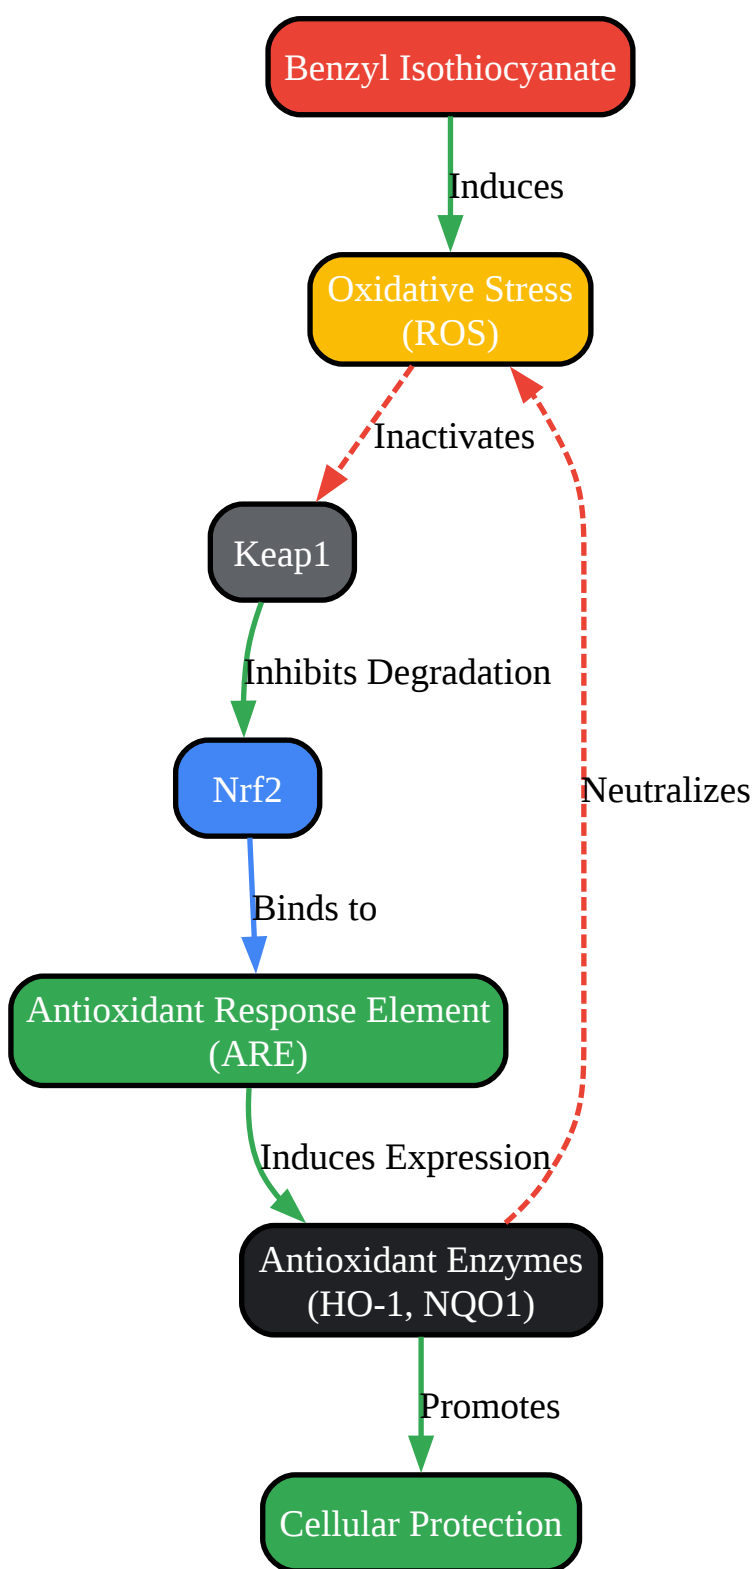 Benzyl Isothiocyanate
Induces
Oxidative Stress
(ROS)
Inactivates
Keap1
Inhibits Degradation
Nrf2
Neutralizes
Binds to
Antioxidant Response Element
(ARE)
Induces Expression
Antioxidant Enzymes
(HO-1, NQO1)
Promotes
Cellular Protection